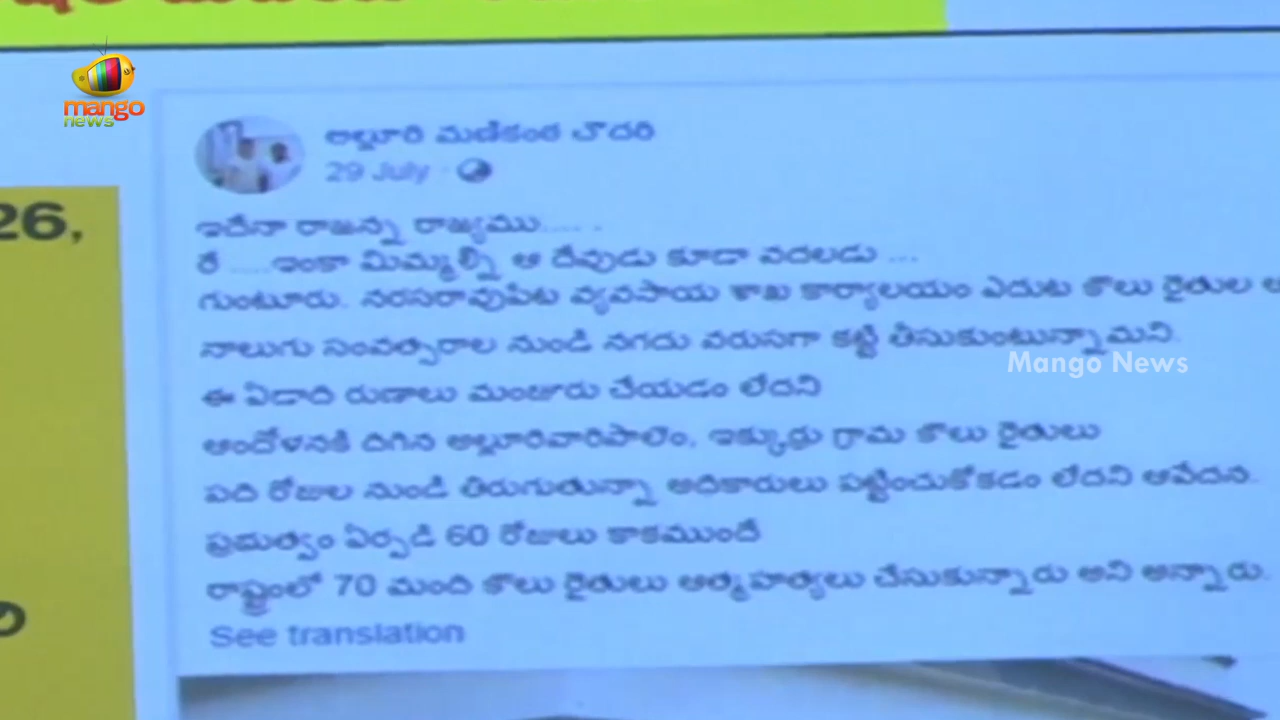 mango
news
26,
అల్లూరి మణికంఠ చౌదరి
29 July
ఇదేనా రాజన్న రాజ్యము.... .
రే .....ఇంకా మిమ్మల్ని ఆ దేవుడు కూడా వదలడు ...
గుంటూరు. నరసరావుపేట వ్యవసాయ శాఖ కార్యాలయం ఎదుట కౌలు రైతుల
నాలుగు సంవత్సరాల నుండి నగదు వరుసగా కట్టి తీసుకుంటున్నామని.
Mango News
ఈ ఏడాది రుణాలు మంజూరు చేయడం లేదని
ఆందోళనకి దిగిన అల్లూరివారిపాలెం, ఇక్కుర్రు గ్రామ కౌలు రైతులు
పది రోజుల నుండి తిరుగుతున్నా అదికారులు పట్టించుకోకడం లేదని ఆవేదన.
ప్రభుత్వం ఏర్పడి 60 రోజులు కాకముందే
రాష్ట్రంలో 70 మంది కౌలు రైతులు ఆత్మహత్యలు చేసుకున్నారు అని అన్నారు.
See translation